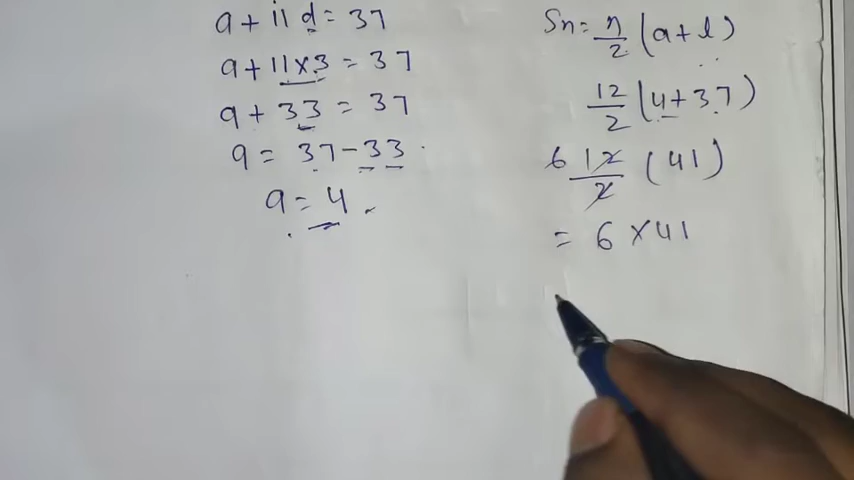 a + 11 d = 37
a + 11 × 3 = 37
a + 33 = 37
a = 37 - 33
a = 4
Sn = n/2 (a + l)
12/2 (4 + 37)
6 12/2 (41)
= 6 × 41